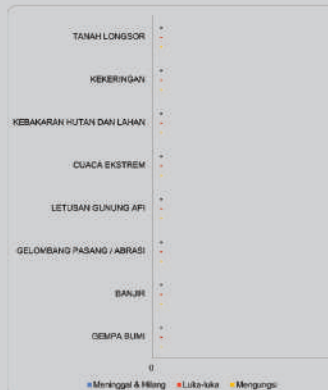 TANAH LONGSOR
KEKERINGAN
KEBAKARAN HUTAN DAN LAHAN
CUACA EKSTREM
LETUSAN GUNUNG API
GELOMBANG PASANG / ABRASI
BANJIR
GEMPA BUMI
0
Meninggal & Hilang Luka-luka Mengungsi